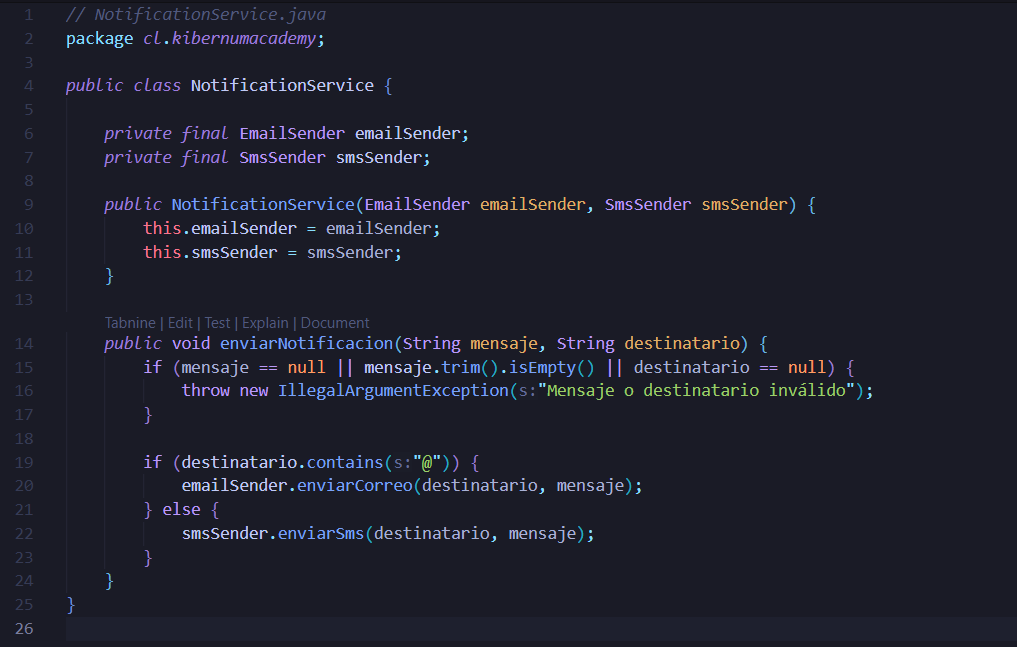 1 // NotificationService.java
2 package cl.kibernumacademy;
3
4 public class NotificationService {
5
6     private final EmailSender emailSender;
7     private final SmsSender smsSender;
8
9     public NotificationService(EmailSender emailSender, SmsSender smsSender) {
10         this.emailSender = emailSender;
11         this.smsSender = smsSender;
12     }
13
Tabnine | Edit | Test | Explain | Document
14     public void enviarNotificacion(String mensaje, String destinatario) {
15         if (mensaje == null || mensaje.trim().isEmpty() || destinatario == null) {
16             throw new IllegalArgumentException(s:"Mensaje o destinatario inválido");
17         }
18
19         if (destinatario.contains(s:"@")) {
20             emailSender.enviarCorreo(destinatario, mensaje);
21         } else {
22             smsSender.enviarSms(destinatario, mensaje);
23         }
24     }
25 }
26